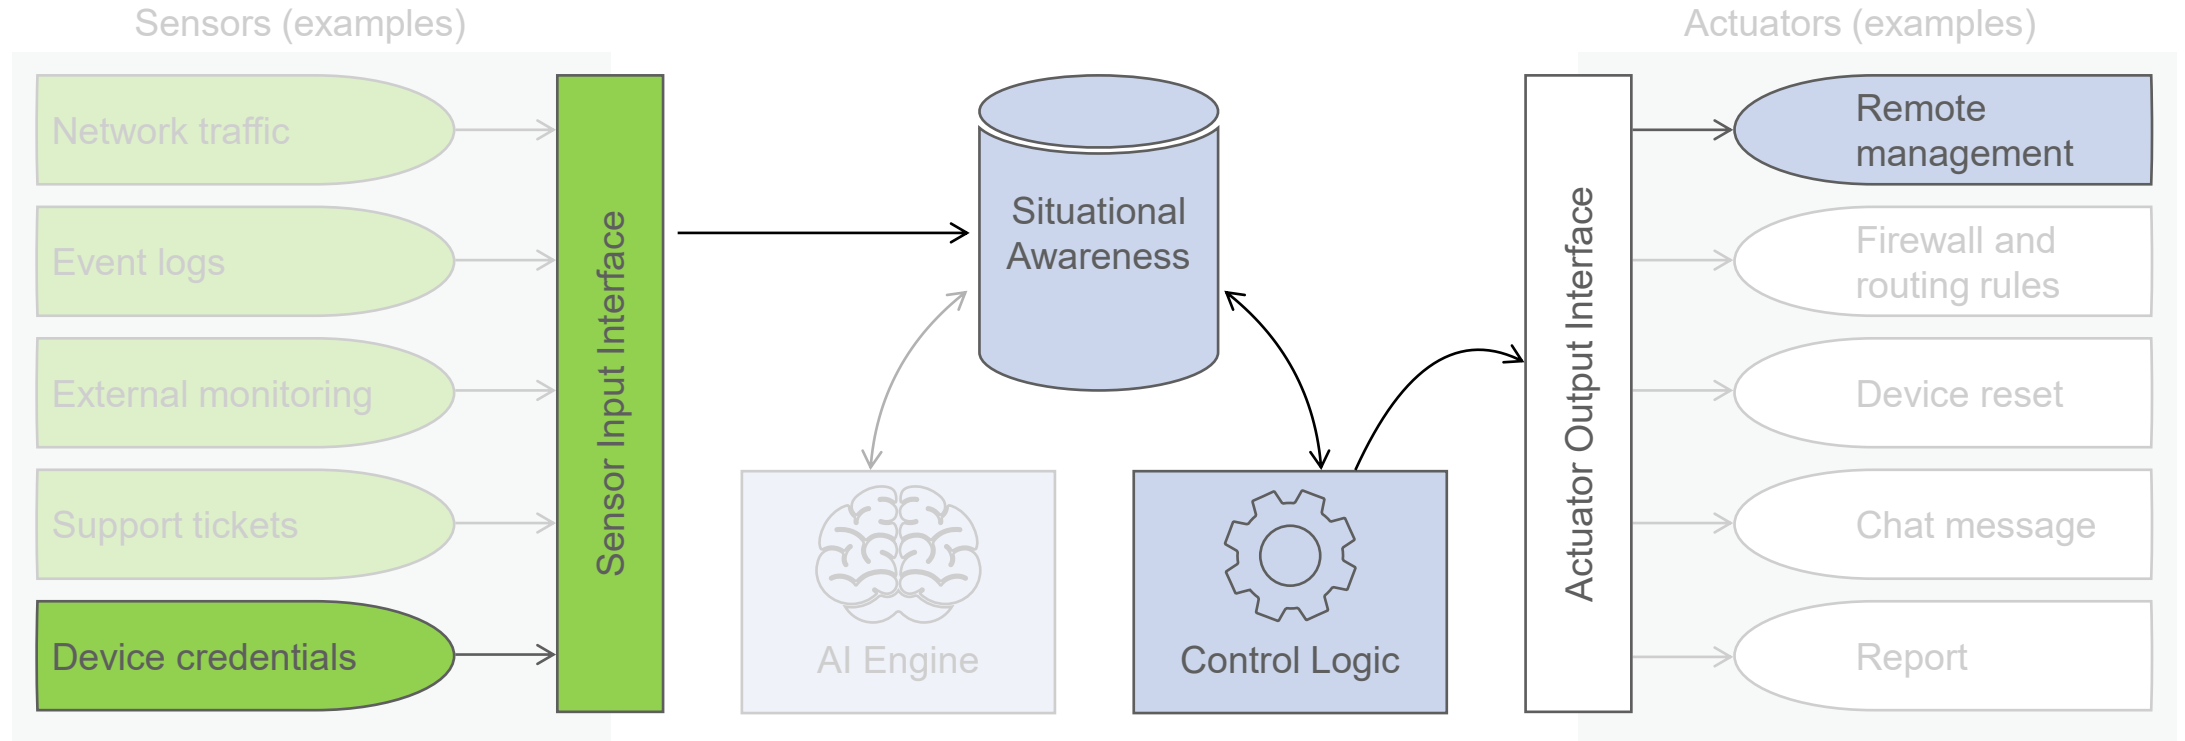 Sensors (examples)
Network traffic
Event logs
External monitoring
Support tickets
Device credentials
Sensor Input Interface
Situational
Awareness
AI Engine
Control Logic
Actuator Output Interface
Actuators (examples)
Remote
management
Firewall and
routing rules
Device reset
Chat message
Report